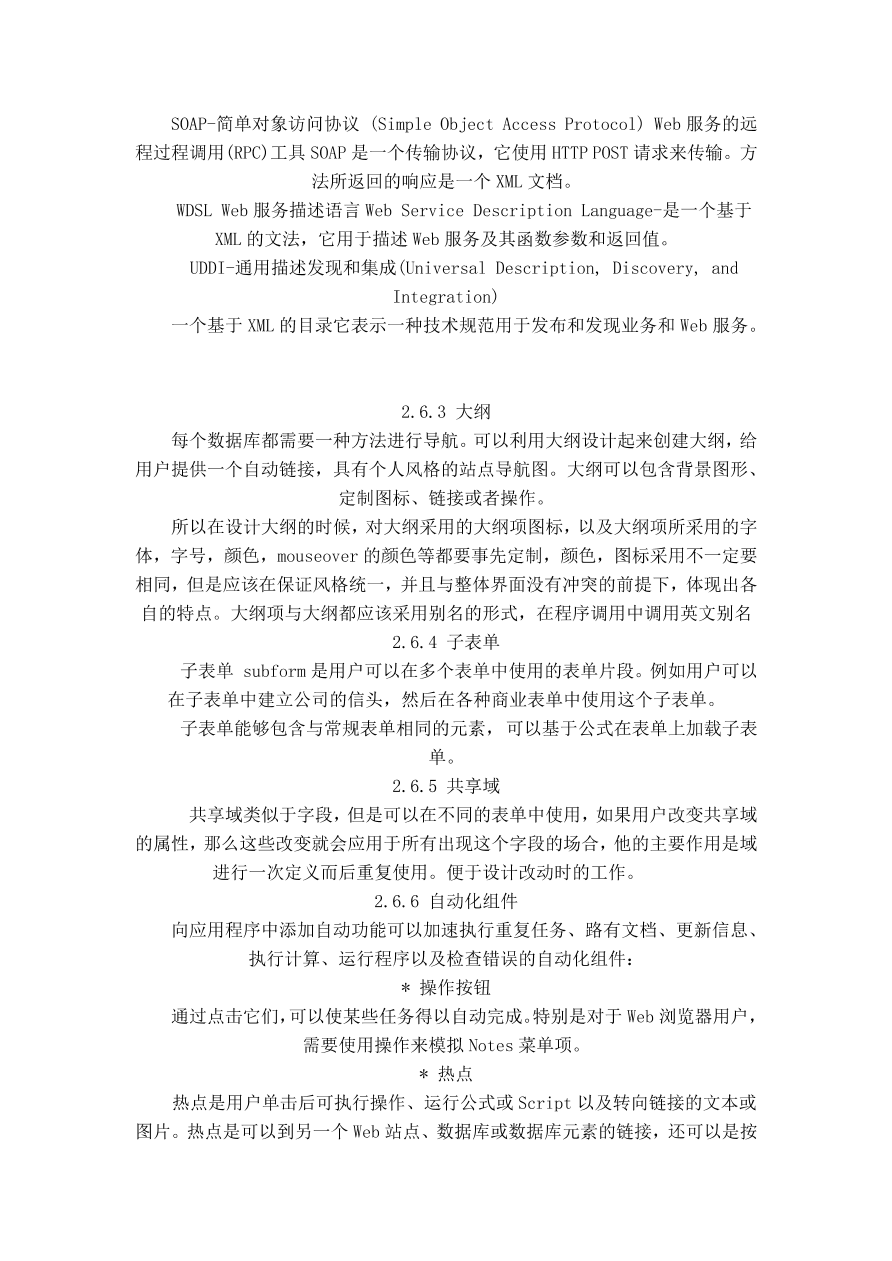 SOAP-简单对象访问协议 (Simple Object Access Protocol) Web 服务的远
程过程调用(RPC)工具 SOAP 是一个传输协议，它使用 HTTP POST 请求来传输。方
法所返回的响应是一个 XML 文档。
WDSL Web 服务描述语言 Web Service Description Language-是一个基于
XML 的文法，它用于描述 Web 服务及其函数参数和返回值。
UDDI-通用描述发现和集成(Universal Description, Discovery, and
Integration)
一个基于 XML 的目录它表示一种技术规范用于发布和发现业务和 Web 服务。
2.6.3 大纲
每个数据库都需要一种方法进行导航。可以利用大纲设计起来创建大纲，给
用户提供一个自动链接，具有个人风格的站点导航图。大纲可以包含背景图形、
定制图标、链接或者操作。
所以在设计大纲的时候，对大纲采用的大纲项图标，以及大纲项所采用的字
体，字号，颜色，mouseover 的颜色等都要事先定制，颜色，图标采用不一定要
相同，但是应该在保证风格统一，并且与整体界面没有冲突的前提下，体现出各
自的特点。大纲项与大纲都应该采用别名的形式，在程序调用中调用英文别名
2.6.4 子表单
子表单 subform 是用户可以在多个表单中使用的表单片段。例如用户可以
在子表单中建立公司的信头，然后在各种商业表单中使用这个子表单。
子表单能够包含与常规表单相同的元素，可以基于公式在表单上加载子表
单。
2.6.5 共享域
共享域类似于字段，但是可以在不同的表单中使用，如果用户改变共享域
的属性，那么这些改变就会应用于所有出现这个字段的场合，他的主要作用是域
进行一次定义而后重复使用。便于设计改动时的工作。
2.6.6 自动化组件
向应用程序中添加自动功能可以加速执行重复任务、路有文档、更新信息、
执行计算、运行程序以及检查错误的自动化组件：
* 操作按钮
通过点击它们，可以使某些任务得以自动完成。特别是对于 Web 浏览器用户，
需要使用操作来模拟 Notes 菜单项。
* 热点
热点是用户单击后可执行操作、运行公式或 Script 以及转向链接的文本或
图片。热点是可以到另一个 Web 站点、数据库或数据库元素的链接，还可以是按